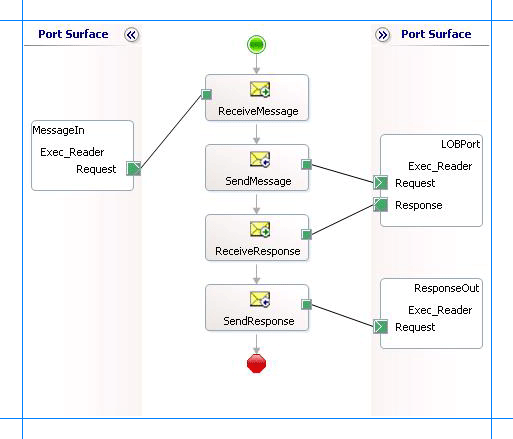 Port Surface
Port Surface
ReceiveMessage
MessageIn
Exec_Reader
Request
SendMessage
LOBPort
Exec_Reader
Request
Response
ReceiveResponse
SendResponse
ResponseOut
Exec_Reader
Request